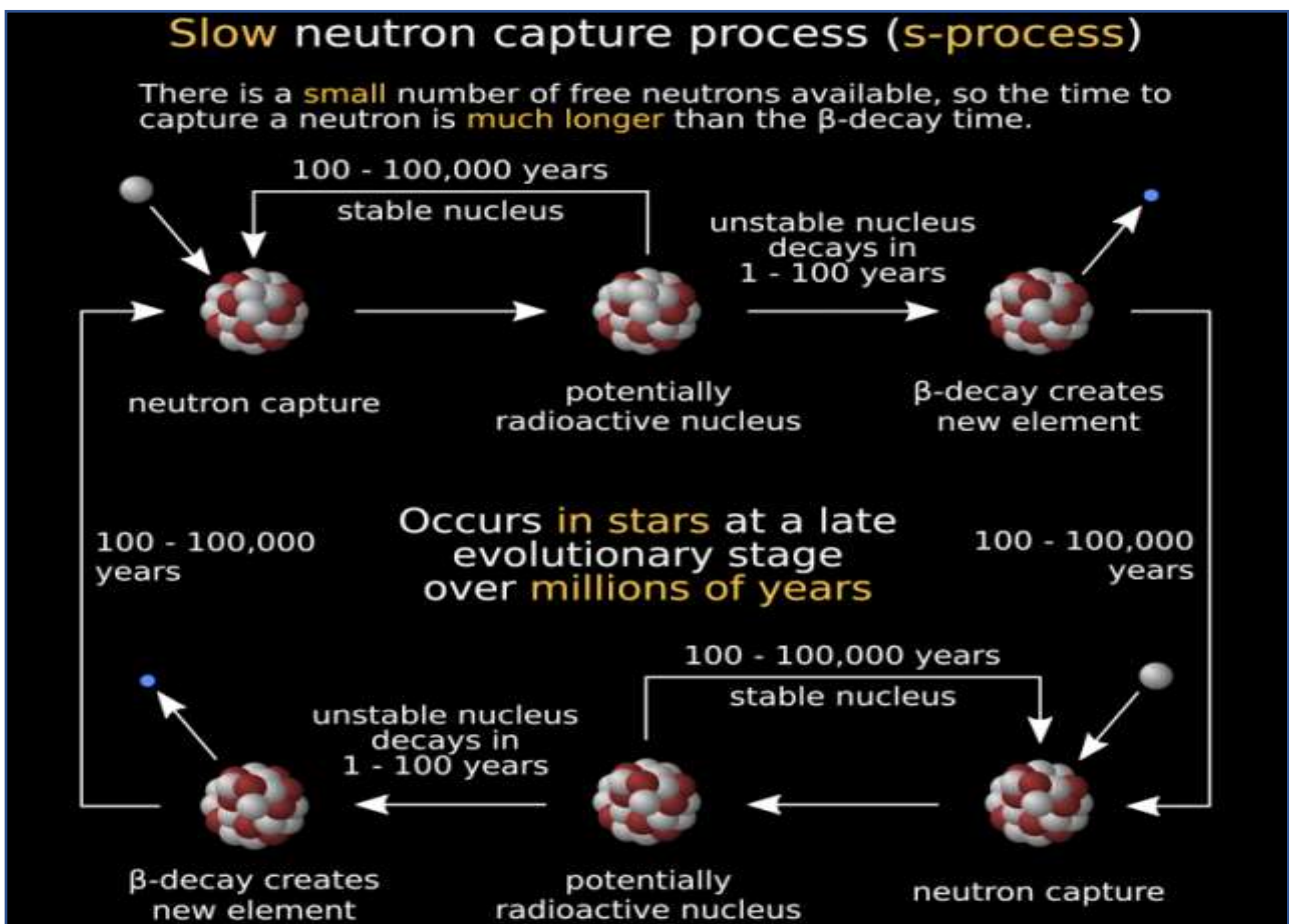 Slow neutron capture process (s-process)
There is a small number of free neutrons available, so the time to
capture a neutron is much longer than the β-decay time.
100 - 100,000 years
stable nucleus
unstable nucleus
decays in
1 - 100 years
neutron capture
potentially
radioactive nucleus
β-decay creates
new element
100 - 100,000
years
Occurs in stars at a late
evolutionary stage
over millions of years
100 - 100,000
years
100 - 100,000 years
stable nucleus
unstable nucleus
decays in
1 - 100 years
β-decay creates
new element
potentially
radioactive nucleus
neutron capture